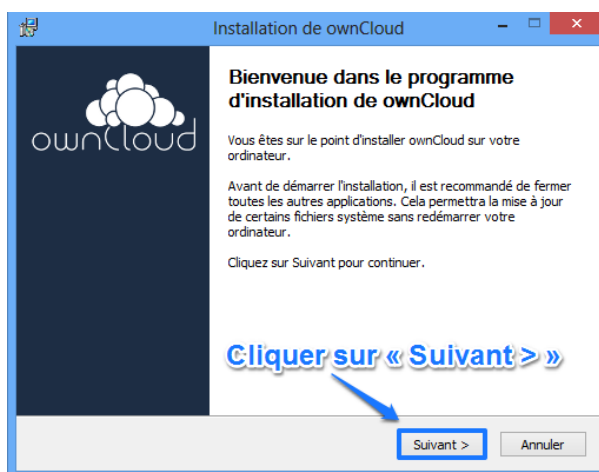 Installation de ownCloud
ownCloud
Bienvenue dans le programme
d'installation de ownCloud
Vous êtes sur le point d'installer ownCloud sur votre
ordinateur.
Avant de démarrer l'installation, il est recommandé de fermer
toutes les autres applications. Cela permettra la mise à jour
de certains fichiers système sans redémarrer votre
ordinateur.
Cliquez sur Suivant pour continuer.
Cliquer sur « Suivant > »
Suivant >
Annuler